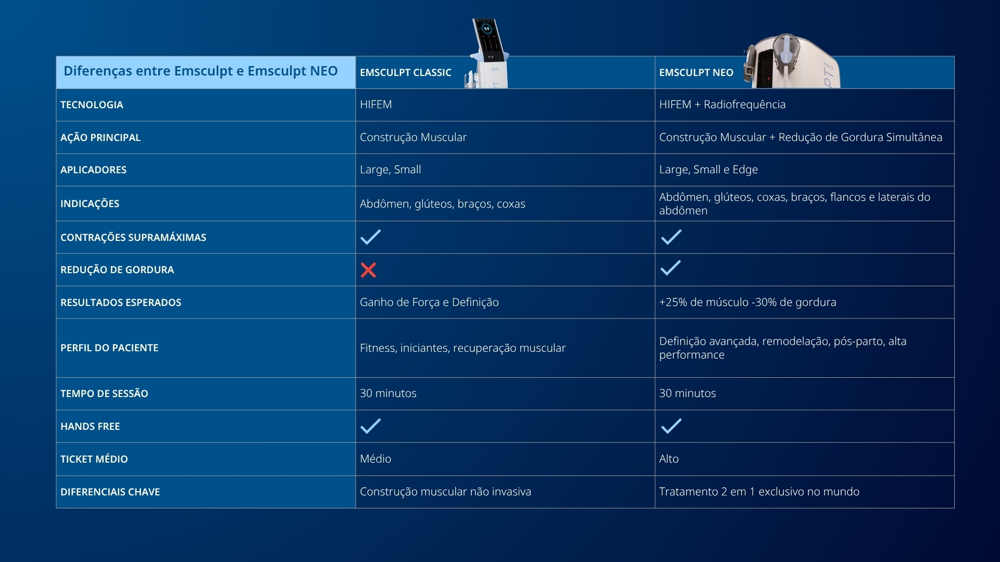 Diferenças entre Emsculpt e Emsculpt NEO
EMSCULPT CLASSIC
EMSCULPT NEO
neo
PT
PT
TECNOLOGIA
HIFEM
HIFEM + Radiofrequência
AÇÃO PRINCIPAL
Construção Muscular
Construção Muscular + Redução de Gordura Simultânea
APLICADORES
Large, Small
Large, Small e Edge
INDICAÇÕES
Abdômen, glúteos, braços, coxas
Abdômen, glúteos, coxas, braços, flancos e laterais do
abdômen
CONTRAÇÕES SUPRAMÁXIMAS
REDUÇÃO DE GORDURA
RESULTADOS ESPERADOS
Ganho de Força e Definição
+25% de músculo -30% de gordura
PERFIL DO PACIENTE
Fitness, iniciantes, recuperação muscular
Definição avançada, remodelação, pós-parto, alta
performance
TEMPO DE SESSÃO
30 minutos
30 minutos
HANDS FREE
TICKET MÉDIO
Médio
Alto
DIFERENCIAIS CHAVE
Construção muscular não invasiva
Tratamento 2 em 1 exclusivo no mundo